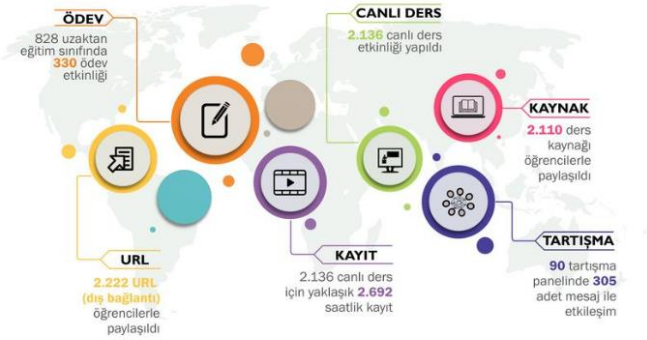 ÖDEV
828 uzaktan
eğitim sınıfında
330 ödev
etkinliği
CANLI DERS
2.136 canlı ders
etkinliği yapıldı
KAYNAK
2.110 ders
kaynağı
öğrencilerle
paylaşıldı
URL
2.222 URL
(dış bağlantı)
öğrencilerle
paylaşıldı
KAYIT
2.136 canlı ders
için yaklaşık 2.692
saatlik kayıt
TARTIŞMA
90 tartışma
panelinde 305
adet mesaj ile
etkileşim